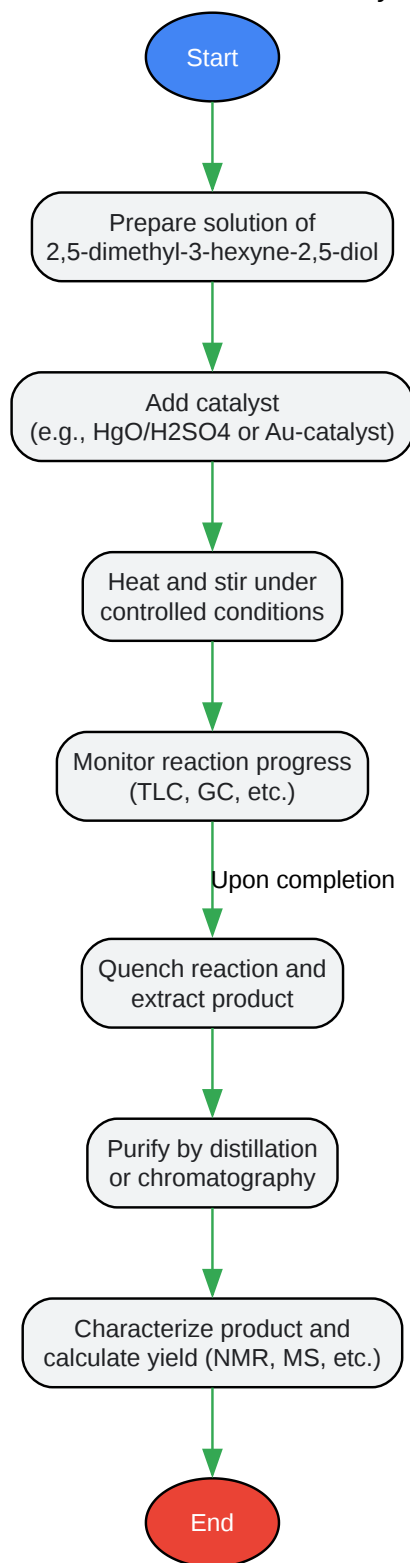 Start
Prepare solution of
2,5-dimethyl-3-hexyne-2,5-diol
Add catalyst
(e.g., HgO/H2SO4 or Au-catalyst)
Heat and stir under
controlled conditions
Monitor reaction progress
(TLC, GC, etc.)
Upon completion
Quench reaction and
extract product
Purify by distillation
or chromatography
Characterize product and
calculate yield (NMR, MS, etc.)
End